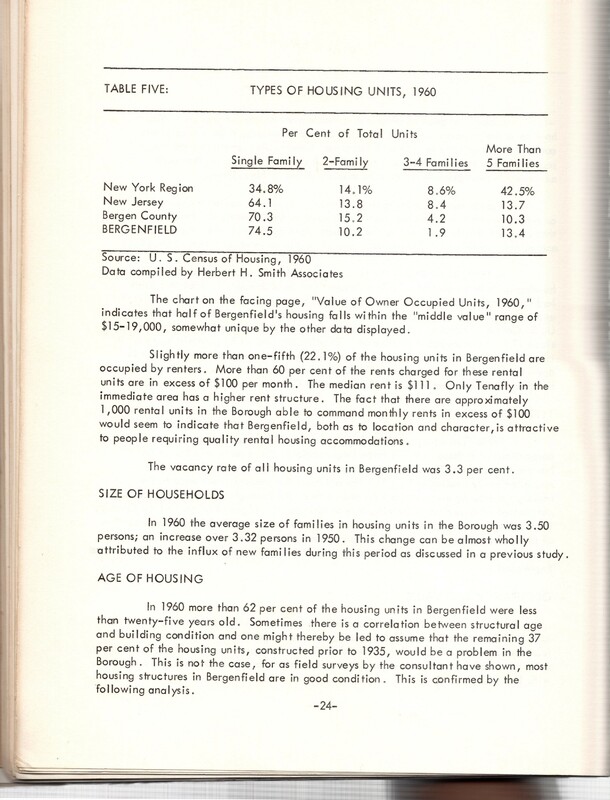 TABLE FIVE: TYPES OF HOUSING UNITS, 1960
Per Cent of Total Units
Single Family 2-Family 3-4 Families More Than 5 Families
New York Region 34.8% 14.1% 8.6% 42.5%
New Jersey 64.1 13.8 8.4 13.7
Bergen County 70.3 15.2 4.2 10.3
BERGENFIELD 74.5 10.2 1.9 13.4
Source: U. S. Census of Housing, 1960
Data compiled by Herbert H. Smith Associates
The chart on the facing page, "Value of Owner Occupied Units, 1960,"
indicates that half of Bergenfield's housing falls within the "middle value" range of
$15-19,000, somewhat unique by the other data displayed.
Slightly more than one-fifth (22.1%) of the housing units in Bergenfield are
occupied by renters. More than 60 per cent of the rents charged for these rental
units are in excess of $100 per month. The median rent is $111. Only Tenafly in the
immediate area has a higher rent structure. The fact that there are approximately
1,000 rental units in the Borough able to command monthly rents in excess of $100
would seem to indicate that Bergenfield, both as to location and character, is attractive
to people requiring quality rental housing accommodations.
The vacancy rate of all housing units in Bergenfield was 3.3 per cent.
SIZE OF HOUSEHOLDS
In 1960 the average size of families in housing units in the Borough was 3.50
persons; an increase over 3.32 persons in 1950. This change can be almost wholly
attributed to the influx of new families during this period as discussed in a previous study.
AGE OF HOUSING
In 1960 more than 62 per cent of the housing units in Bergenfield were less
than twenty-five years old. Sometimes there is a correlation between structural age
and building condition and one might thereby be led to assume that the remaining 37
per cent of the housing units, constructed prior to 1935, would be a problem in the
Borough. This is not the case, for as field surveys by the consultant have shown, most
housing structures in Bergenfield are in good condition. This is confirmed by the
following analysis.
-24-